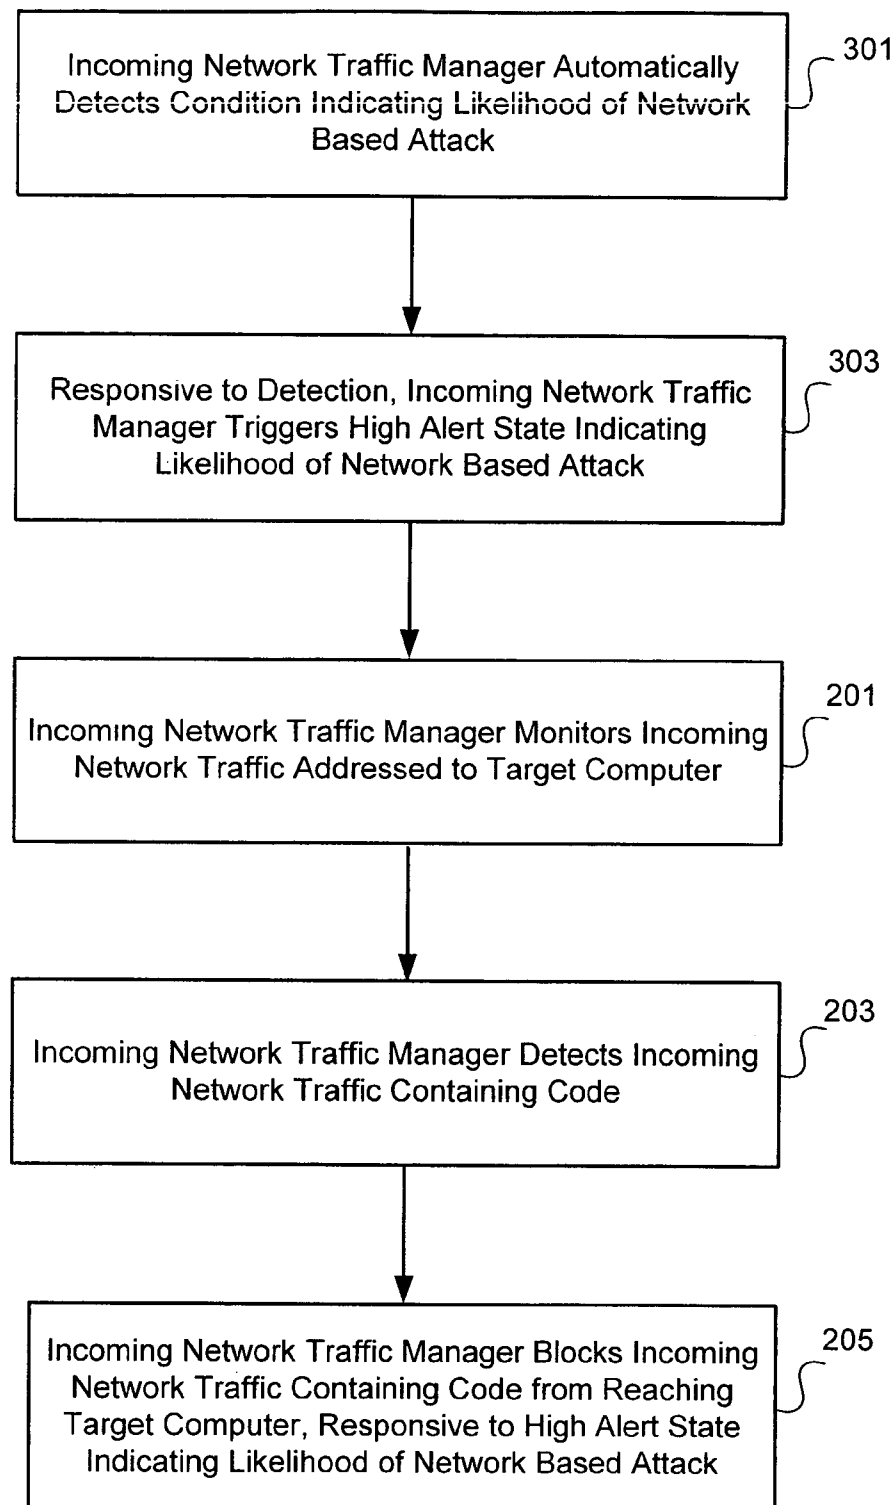 Incoming Network Traffic Manager Automatically
Detects Condition Indicating Likelihood of Network
Based Attack
301
Responsive to Detection, Incoming Network Traffic
Manager Triggers High Alert State Indicating
Likelihood of Network Based Attack
303
Incoming Network Traffic Manager Monitors Incoming
Network Traffic Addressed to Target Computer
201
Incoming Network Traffic Manager Detects Incoming
Network Traffic Containing Code
203
Incoming Network Traffic Manager Blocks Incoming
Network Traffic Containing Code from Reaching
Target Computer, Responsive to High Alert State
Indicating Likelihood of Network Based Attack
205